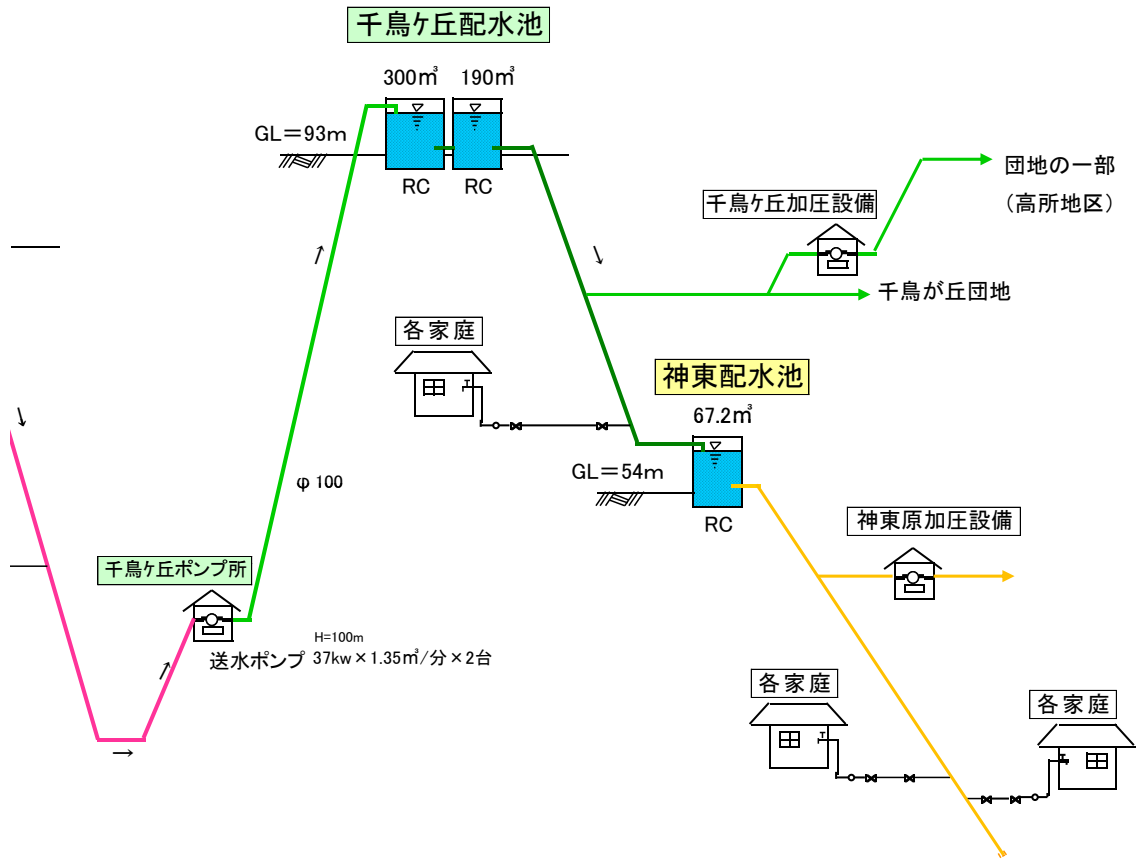 千鳥ケ丘配水池
300㎥ 190㎥
GL＝93m
RC RC
団地の一部
（高所地区）
千鳥ケ丘加圧設備
↓
↑
千鳥が丘団地
各家庭
神東配水池
67.2㎥
↓
GL＝54m
φ 100
RC
神東原加圧設備
千鳥ケ丘ポンプ所
H=100m
送水ポンプ 37kw×1.35㎥/分×2台
↑
各家庭
各家庭
→